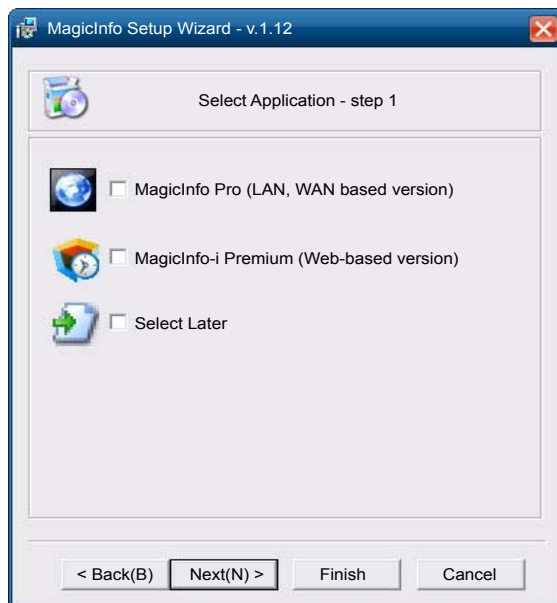 MagicInfo Setup Wizard - v.1.12
Select Application - step 1
MagicInfo Pro (LAN, WAN based version)
MagicInfo-i Premium (Web-based version)
Select Later
< Back(B) Next(N) > Finish Cancel